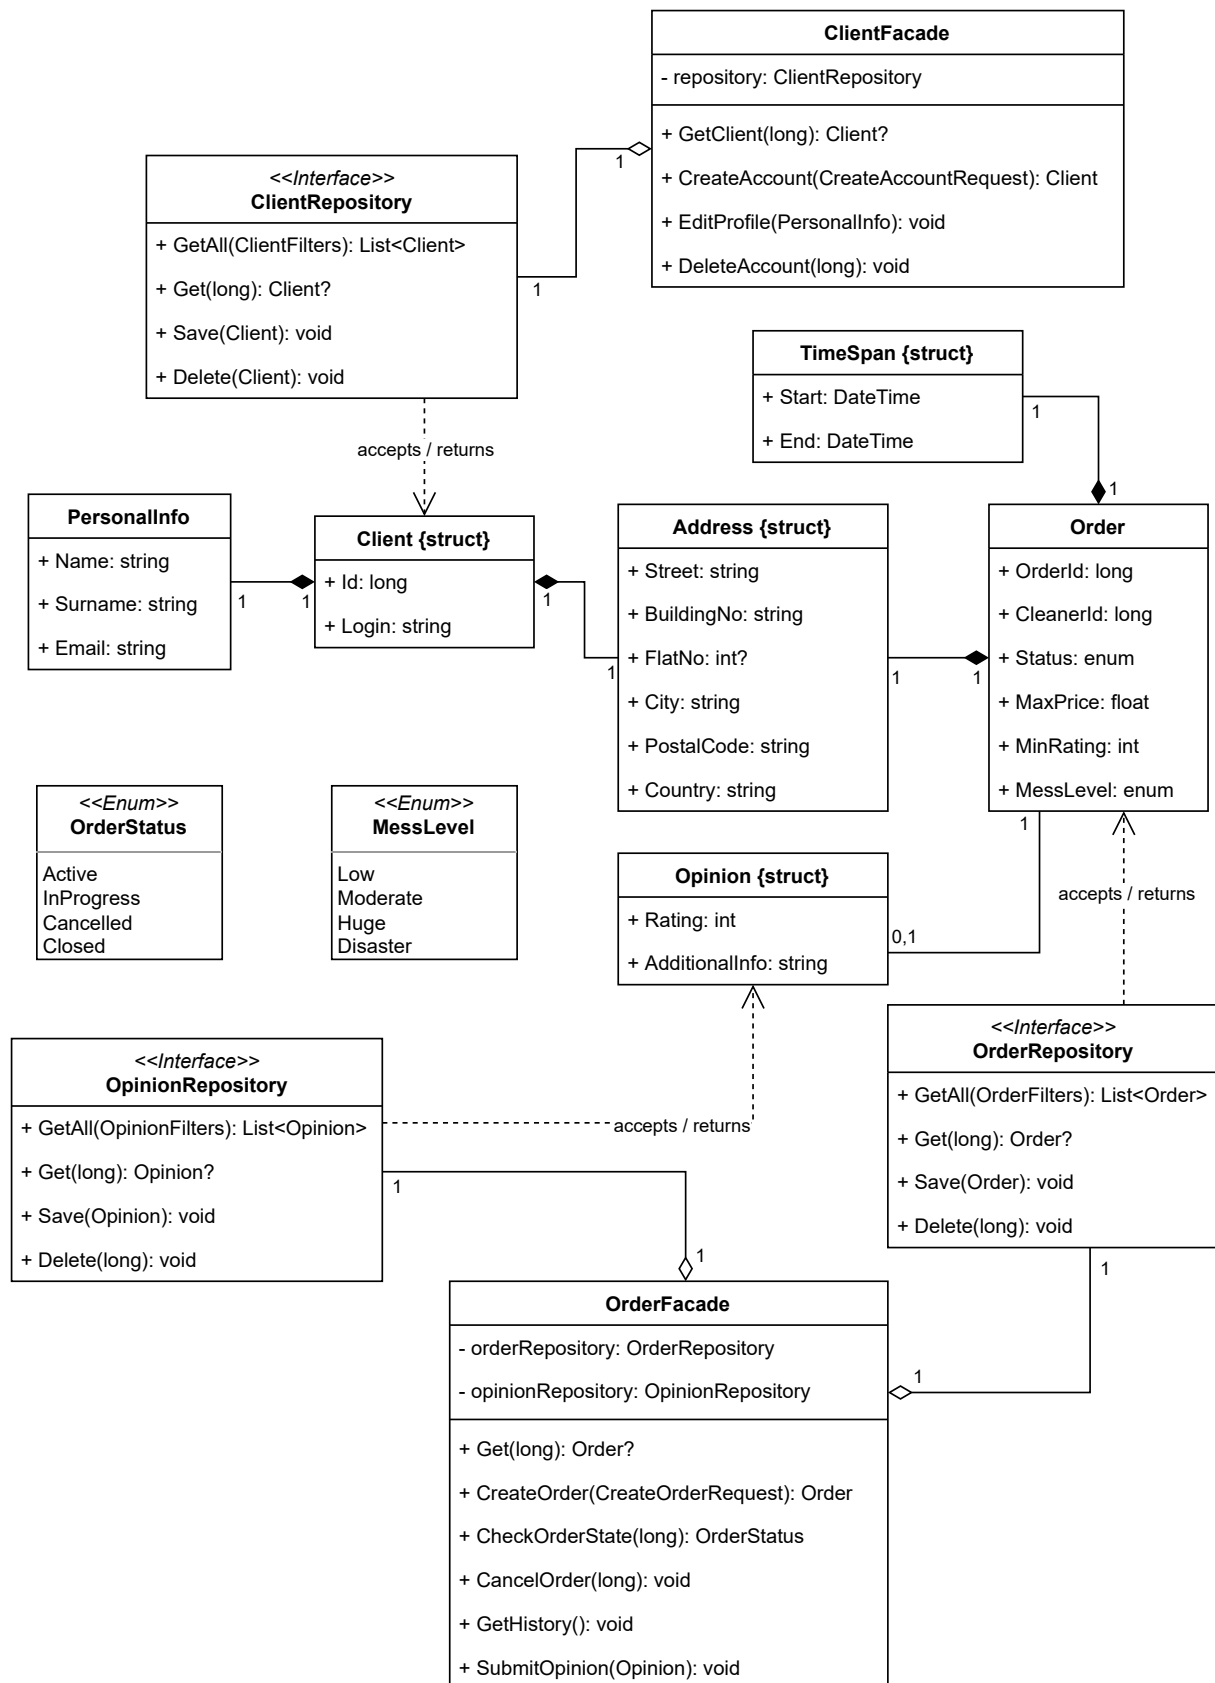 ClientFacade
- repository: ClientRepository
+ GetClient(long): Client?
+ CreateAccount(CreateAccountRequest): Client
+ EditProfile(PersonalInfo): void
+ DeleteAccount(long): void
1
1
<<Interface>>
ClientRepository
+ GetAll(ClientFilters): List<Client>
+ Get(long): Client?
+ Save(Client): void
+ Delete(Client): void
accepts / returns
TimeSpan {struct}
+ Start: DateTime
+ End: DateTime
1
1
PersonalInfo
+ Name: string
+ Surname: string
+ Email: string
1
1
Client {struct}
+ Id: long
+ Login: string
1
1
Address {struct}
+ Street: string
+ BuildingNo: string
+ FlatNo: int?
+ City: string
+ PostalCode: string
+ Country: string
1
1
Order
+ OrderId: long
+ CleanerId: long
+ Status: enum
+ MaxPrice: float
+ MinRating: int
+ MessLevel: enum
1
accepts / returns
<<Enum>>
OrderStatus
Active
InProgress
Cancelled
Closed
<<Enum>>
MessLevel
Low
Moderate
Huge
Disaster
Opinion {struct}
+ Rating: int
+ AdditionalInfo: string
0,1
<<Interface>>
OrderRepository
+ GetAll(OrderFilters): List<Order>
+ Get(long): Order?
+ Save(Order): void
+ Delete(long): void
1
<<Interface>>
OpinionRepository
+ GetAll(OpinionFilters): List<Opinion>
+ Get(long): Opinion?
+ Save(Opinion): void
+ Delete(long): void
accepts / returns
1
1
OrderFacade
- orderRepository: OrderRepository
- opinionRepository: OpinionRepository
+ Get(long): Order?
+ CreateOrder(CreateOrderRequest): Order
+ CheckOrderState(long): OrderStatus
+ CancelOrder(long): void
+ GetHistory(): void
+ SubmitOpinion(Opinion): void
1